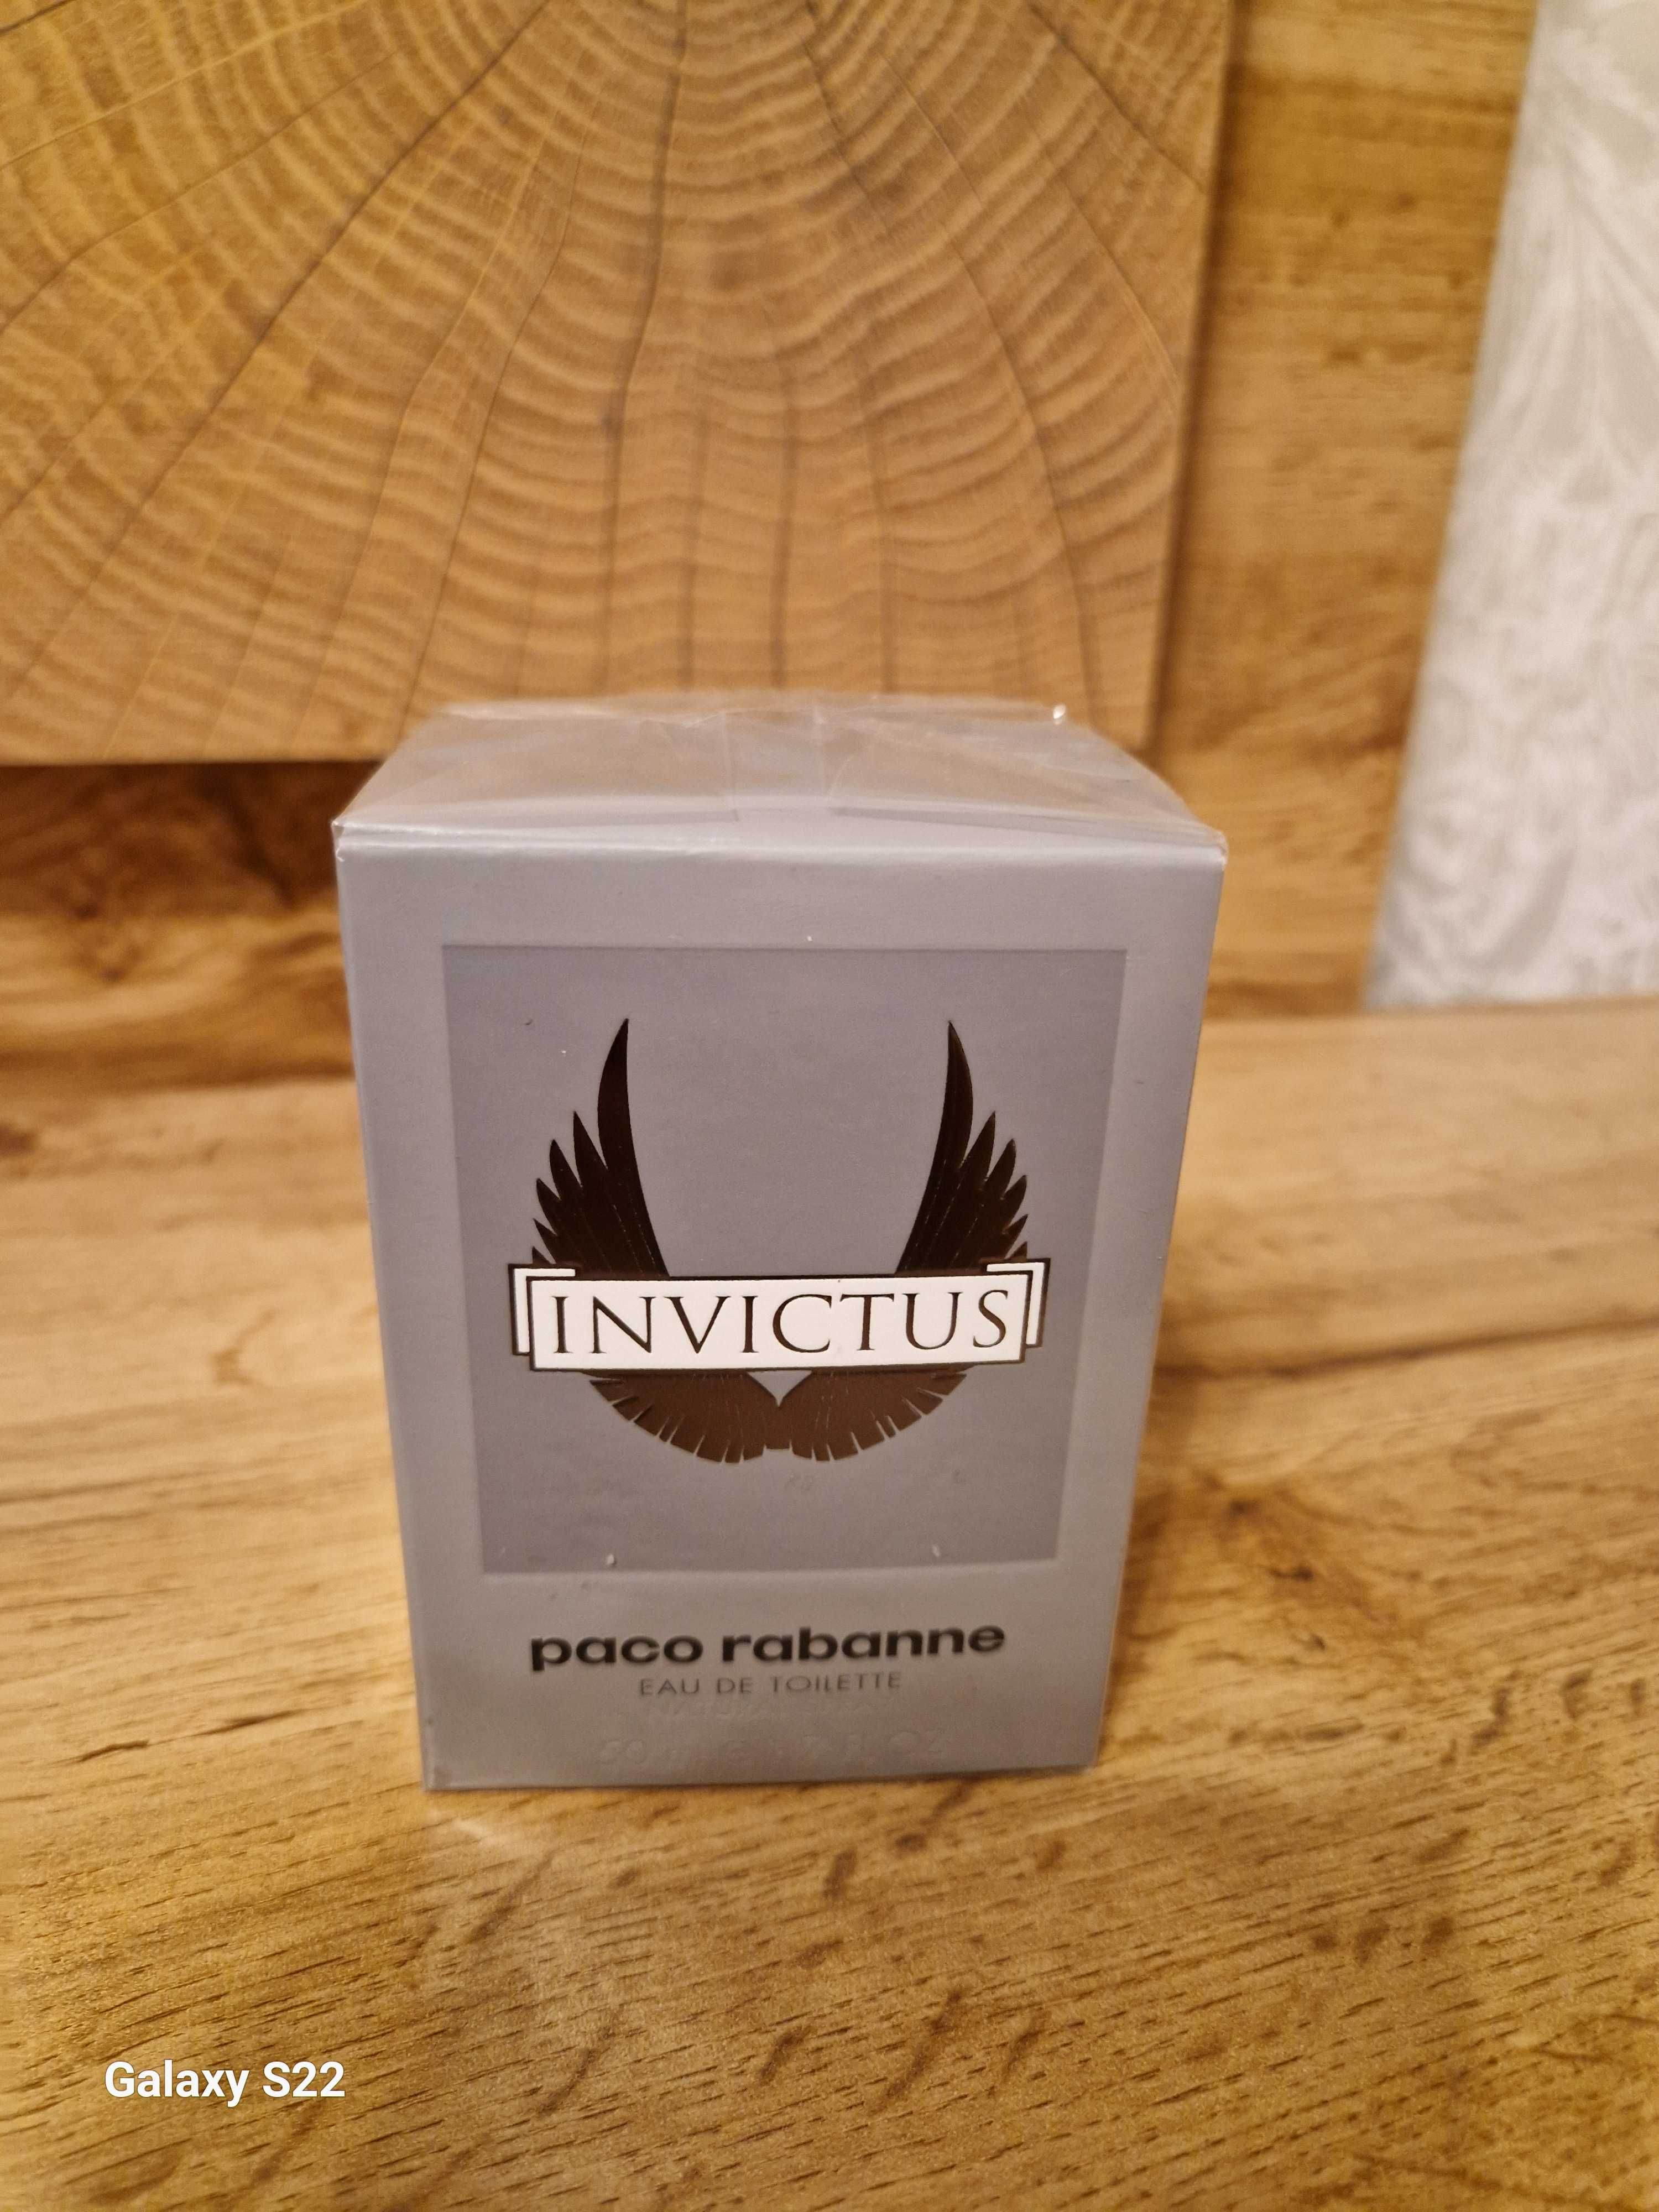 INVICTUS
paco rabanne
EAU DE TOILETTE
Galaxy S22